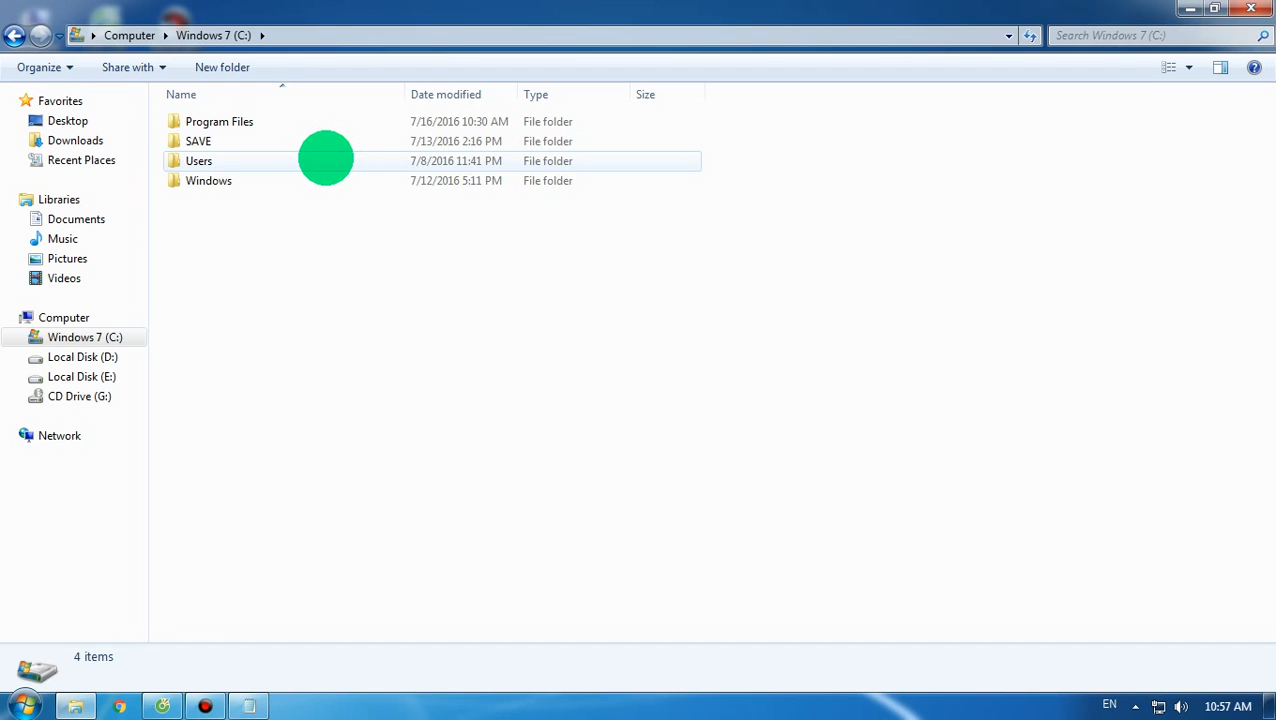 Computer Windows 7 (C:)
Search Windows 7 (C:)
Organize Share with New folder
Name Date modified Type Size
Program Files 7/16/2016 10:30 AM File folder
SAVE 7/13/2016 2:16 PM File folder
Users 7/8/2016 11:41 PM File folder
Windows 7/12/2016 5:11 PM File folder
Favorites
Desktop
Downloads
Recent Places
Libraries
Documents
Music
Pictures
Videos
Computer
Windows 7 (C:)
Local Disk (D:)
Local Disk (E:)
CD Drive (G:)
Network
4 items
EN 10:57 AM